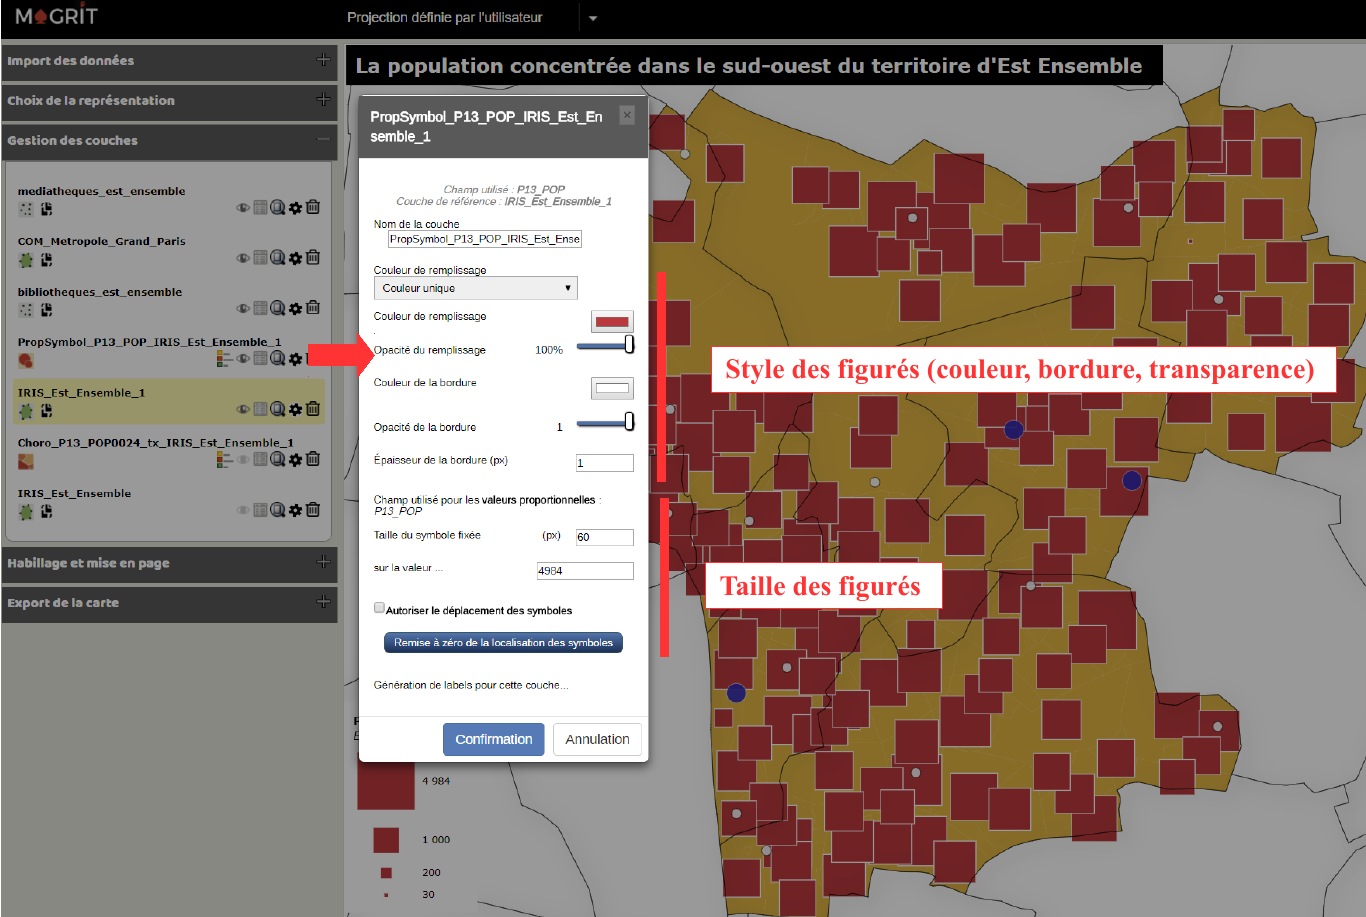 MAGRIT
Projection définie par l'utilisateur
Import des données
Choix de la représentation
Gestion des couches
mediatheques_est_ensemble
COM_Metropole_Grand_Paris
bibliotheques_est_ensemble
PropSymbol_P13_POP_IRIS_Est_Ensemble_1
IRIS_Est_Ensemble_1
Choro_P13_POP0024_tx_IRIS_Est_Ensemble_1
IRIS_Est_Ensemble
Habillage et mise en page
Export de la carte
La population concentrée dans le sud-ouest du territoire d'Est Ensemble
PropSymbol_P13_POP_IRIS_Est_En
semble_1
×
Champ utilisé : P13_POP
Couche de référence : IRIS_Est_Ensemble_1
Nom de la couche
PropSymbol_P13_POP_IRIS_Est_Ense
Couleur de remplissage
Couleur unique
Couleur de remplissage
Opacité du remplissage 100%
Couleur de la bordure
Opacité de la bordure 1
Épaisseur de la bordure (px) 1
Champ utilisé pour les valeurs proportionnelles :
P13_POP
Taille du symbole fixée (px) 60
sur la valeur ... 4984
Autoriser le déplacement des symboles
Remise à zéro de la localisation des symboles
Génération de labels pour cette couche...
Confirmation Annulation
Style des figurés (couleur, bordure, transparence)
Taille des figurés
4 984
1 000
200
30